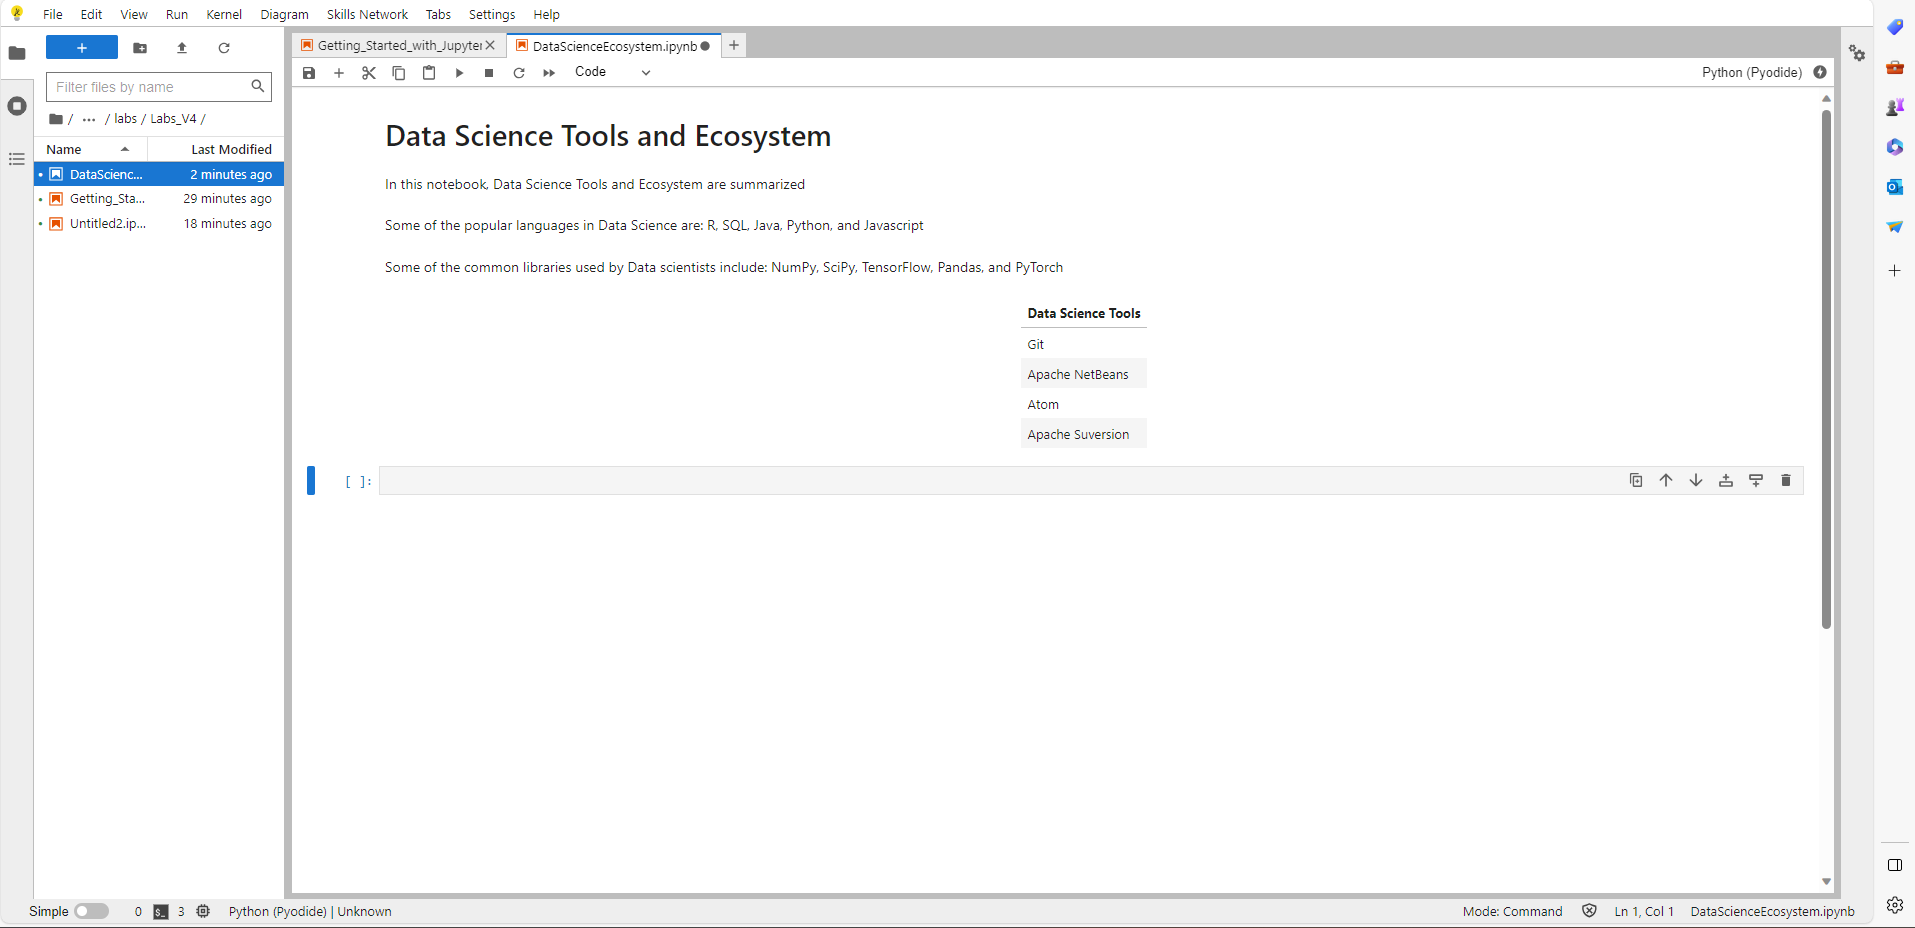 File Edit View Run Kernel Diagram Skills Network Tabs Settings Help
Filter files by name
/ ··· / labs / Labs_V4 /
Name Last Modified
DataScienc... 2 minutes ago
Getting_Sta... 29 minutes ago
Untitled2.ip... 18 minutes ago
Getting_Started_with_Jupyter DataScienceEcosystem.ipynb
Code Python (Pyodide)
Data Science Tools and Ecosystem
In this notebook, Data Science Tools and Ecosystem are summarized
Some of the popular languages in Data Science are: R, SQL, Java, Python, and Javascript
Some of the common libraries used by Data scientists include: NumPy, SciPy, TensorFlow, Pandas, and PyTorch
Data Science Tools
Git
Apache NetBeans
Atom
Apache Suversion
[ ]:
Simple 0 $_ 3 Python (Pyodide) | Unknown Mode: Command Ln 1, Col 1 DataScienceEcosystem.ipynb